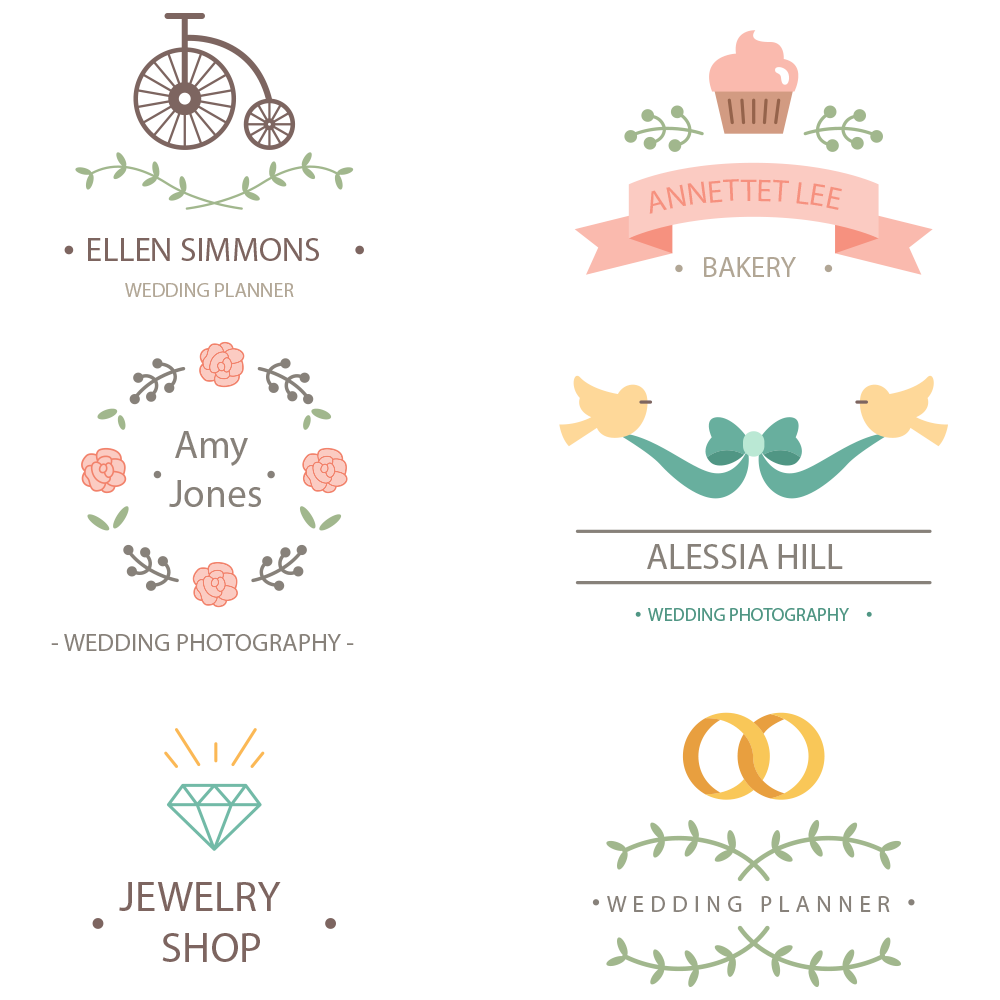 • ELLEN SIMMONS •
WEDDING PLANNER
ANNETTET LEE
• BAKERY •
Amy
• Jones •
- WEDDING PHOTOGRAPHY -
ALESSIA HILL
• WEDDING PHOTOGRAPHY •
JEWELRY
• SHOP •
• WEDDING PLANNER •